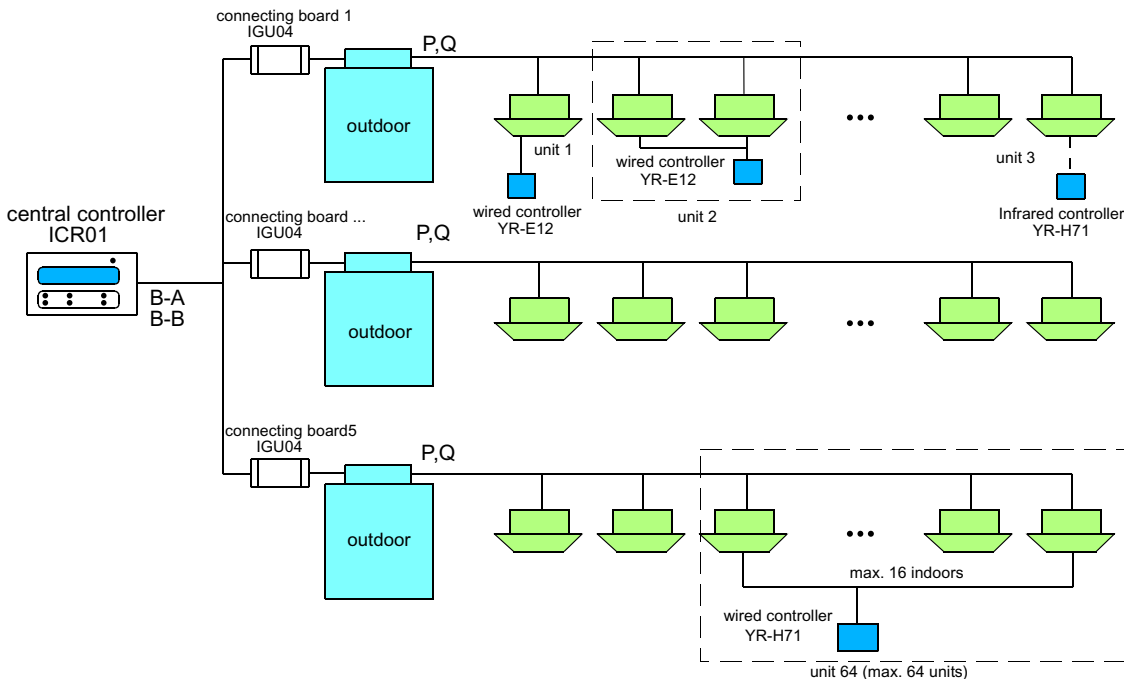 connecting board 1
IGU04
P,Q
outdoor
unit 1
wired controller
YR-E12
wired controller
YR-E12
unit 2
...
unit 3
Infrared controller
YR-H71
central controller
ICR01
B-A
B-B
connecting board ...
IGU04
P,Q
outdoor
...
connecting board5
IGU04
P,Q
outdoor
...
max. 16 indoors
wired controller
YR-H71
unit 64 (max. 64 units)